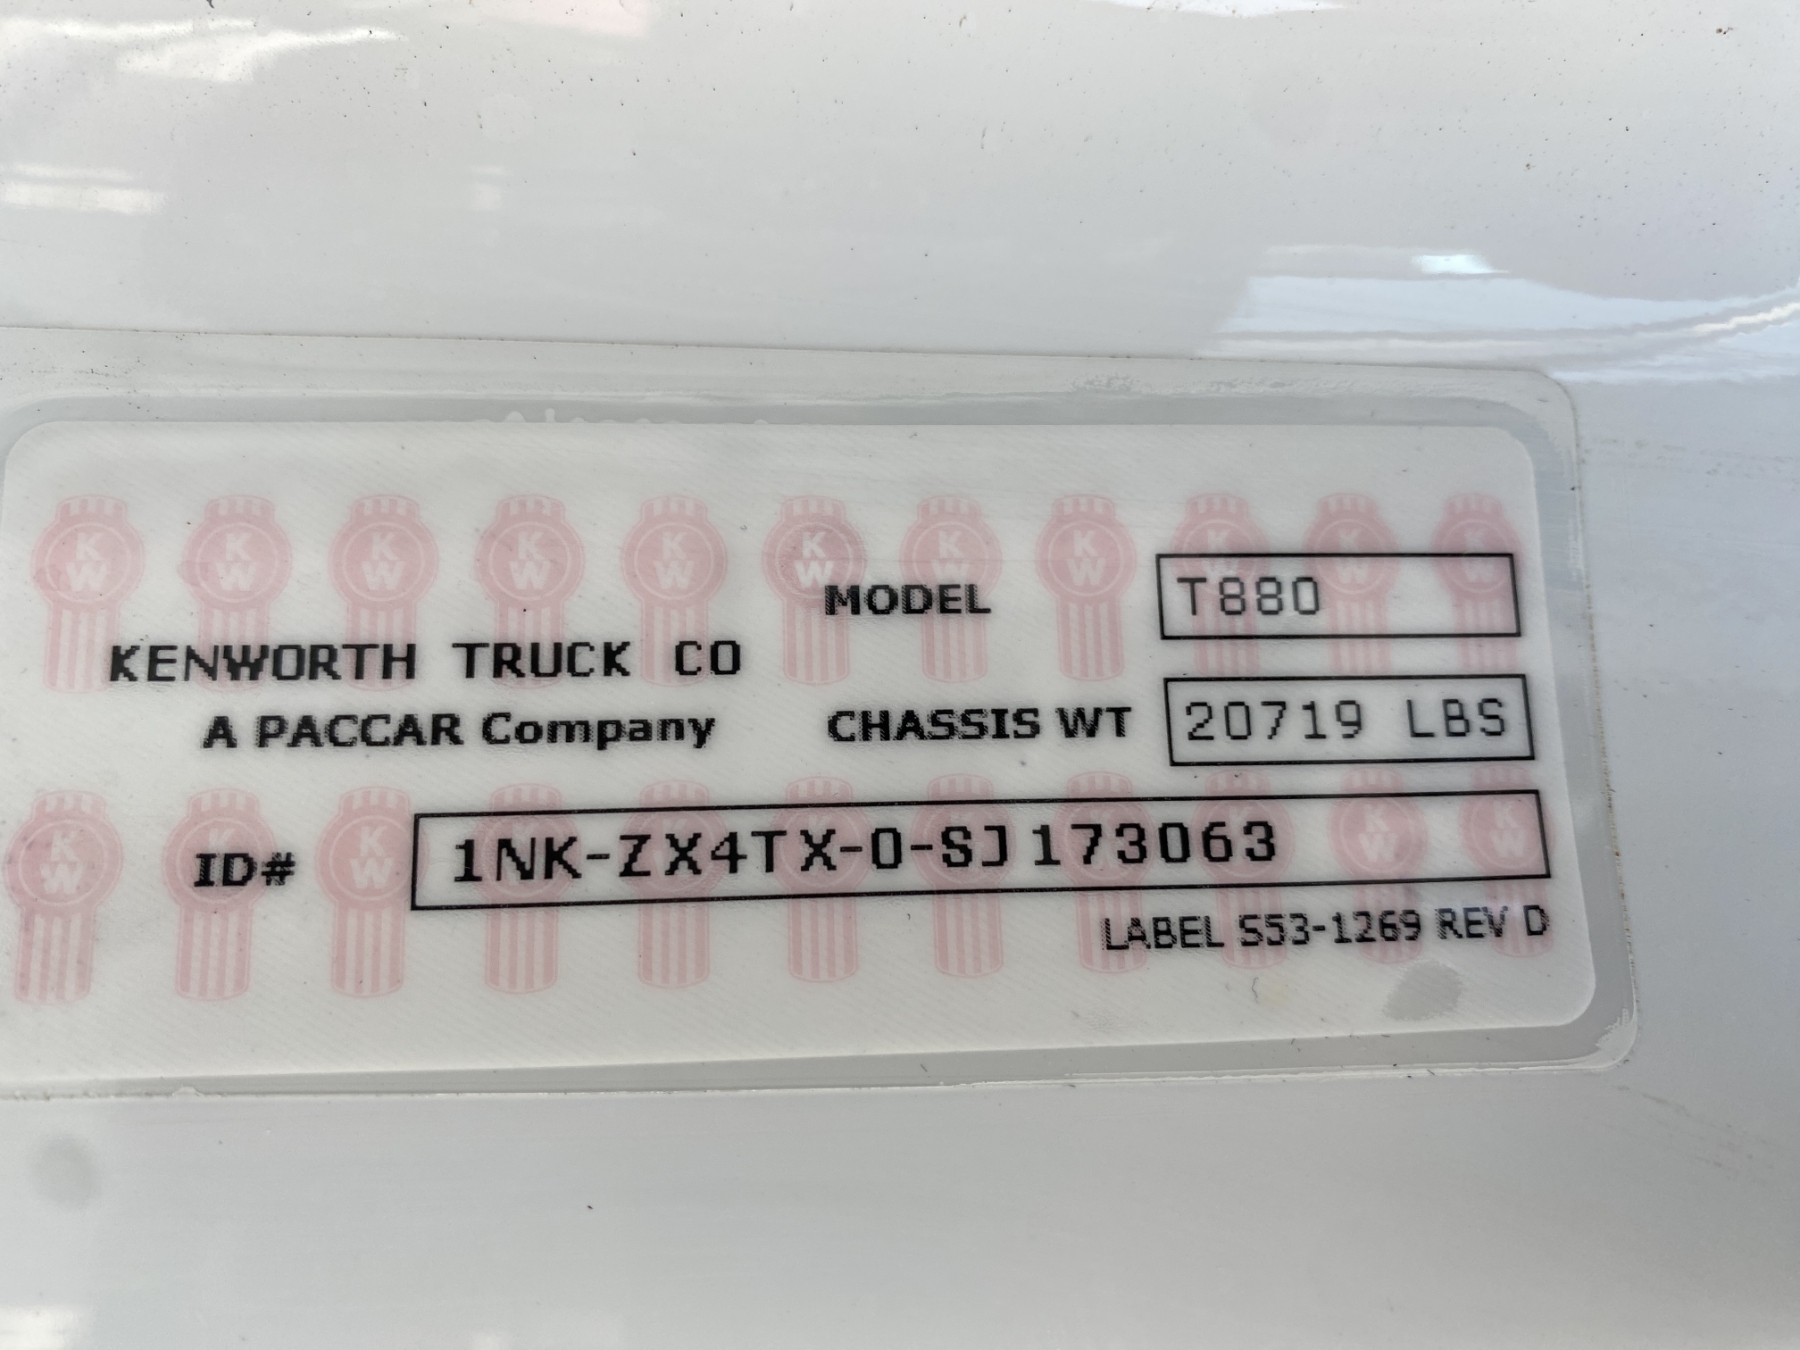 MODEL T880
KENWORTH TRUCK CO
A PACCAR Company
CHASSIS WT 20719 LBS
ID# 1NK-ZX4TX-0-SJ173063
LABEL S53-1269 REV D